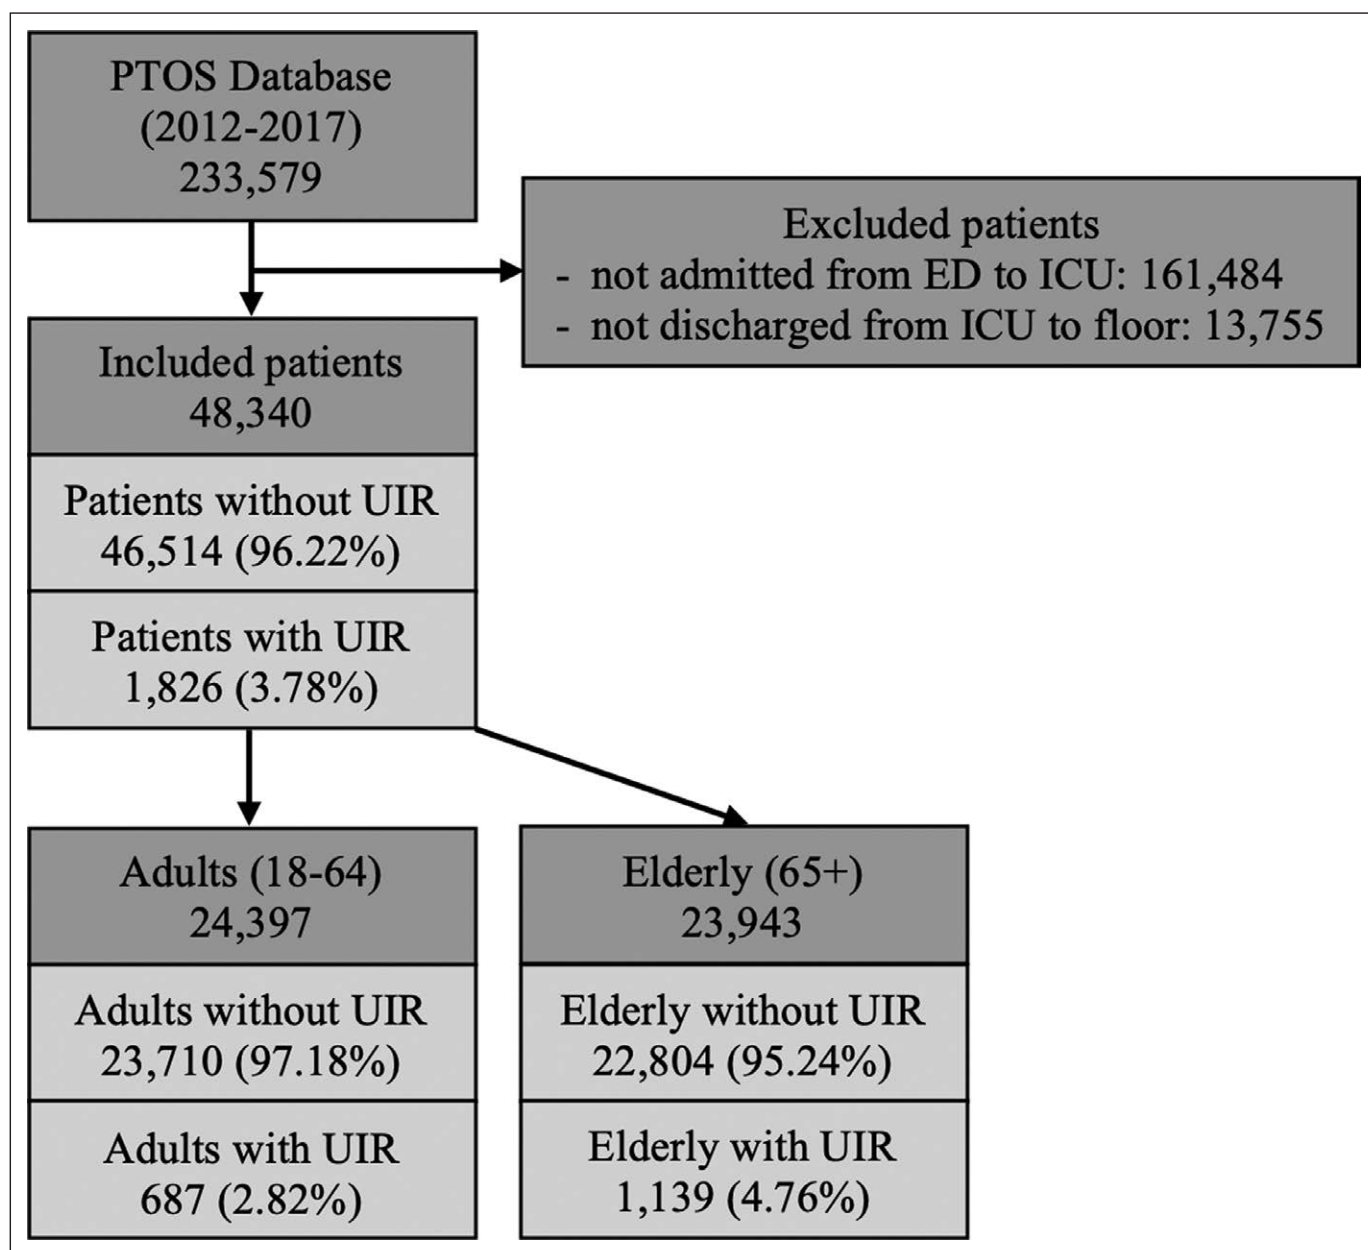 PTOS Database
(2012-2017)
233,579
Excluded patients
- not admitted from ED to ICU: 161,484
- not discharged from ICU to floor: 13,755
Included patients
48,340
Patients without UIR
46,514 (96.22%)
Patients with UIR
1,826 (3.78%)
Adults (18-64)
24,397
Adults without UIR
23,710 (97.18%)
Adults with UIR
687 (2.82%)
Elderly (65+)
23,943
Elderly without UIR
22,804 (95.24%)
Elderly with UIR
1,139 (4.76%)